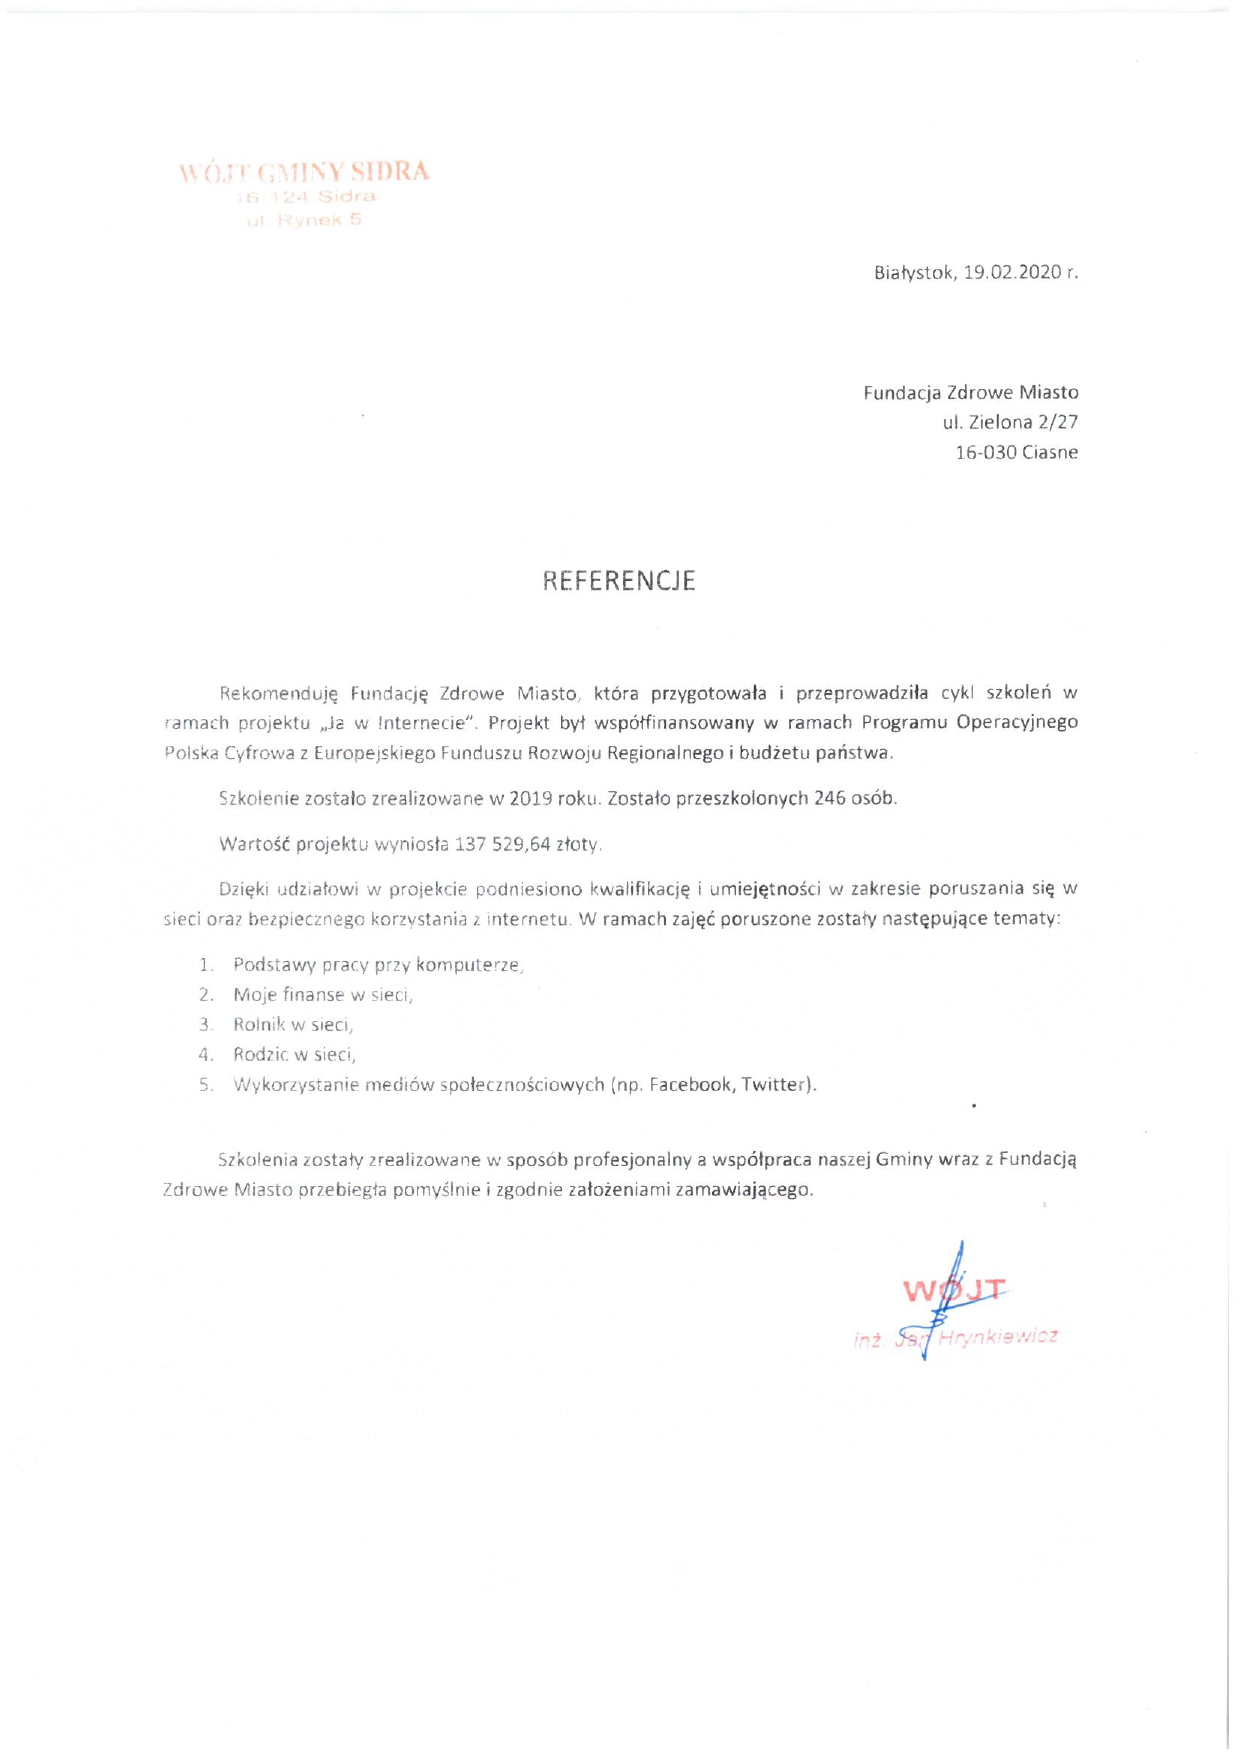 WÓJT GMINY SIDRA
16-124 Sidra
ul. Rynek 5
Białystok, 19.02.2020 r.
Fundacja Zdrowe Miasto
ul. Zielona 2/27
16-030 Ciasne
REFERENCJE
Rekomenduję Fundację Zdrowe Miasto, która przygotowała i przeprowadziła cykl szkoleń w
ramach projektu „Ja w Internecie". Projekt był współfinansowany w ramach Programu Operacyjnego
Polska Cyfrowa z Europejskiego Funduszu Rozwoju Regionalnego i budżetu państwa.
Szkolenie zostało zrealizowane w 2019 roku. Zostało przeszkolonych 246 osób.
Wartość projektu wyniosła 137 529,64 złoty.
Dzięki udziałowi w projekcie podniesiono kwalifikację i umiejętności w zakresie poruszania się w
sieci oraz bezpiecznego korzystania z internetu. W ramach zajęć poruszone zostały następujące tematy:
1. Podstawy pracy przy komputerze,
2. Moje finanse w sieci,
3. Rolnik w sieci,
4. Rodzic w sieci,
5. Wykorzystanie mediów społecznościowych (np. Facebook, Twitter).
Szkolenia zostały zrealizowane w sposób profesjonalny a współpraca naszej Gminy wraz z Fundacją
Zdrowe Miasto przebiegła pomyślnie i zgodnie założeniami zamawiającego.
WÓJT
inż. Jan Hrynkiewicz